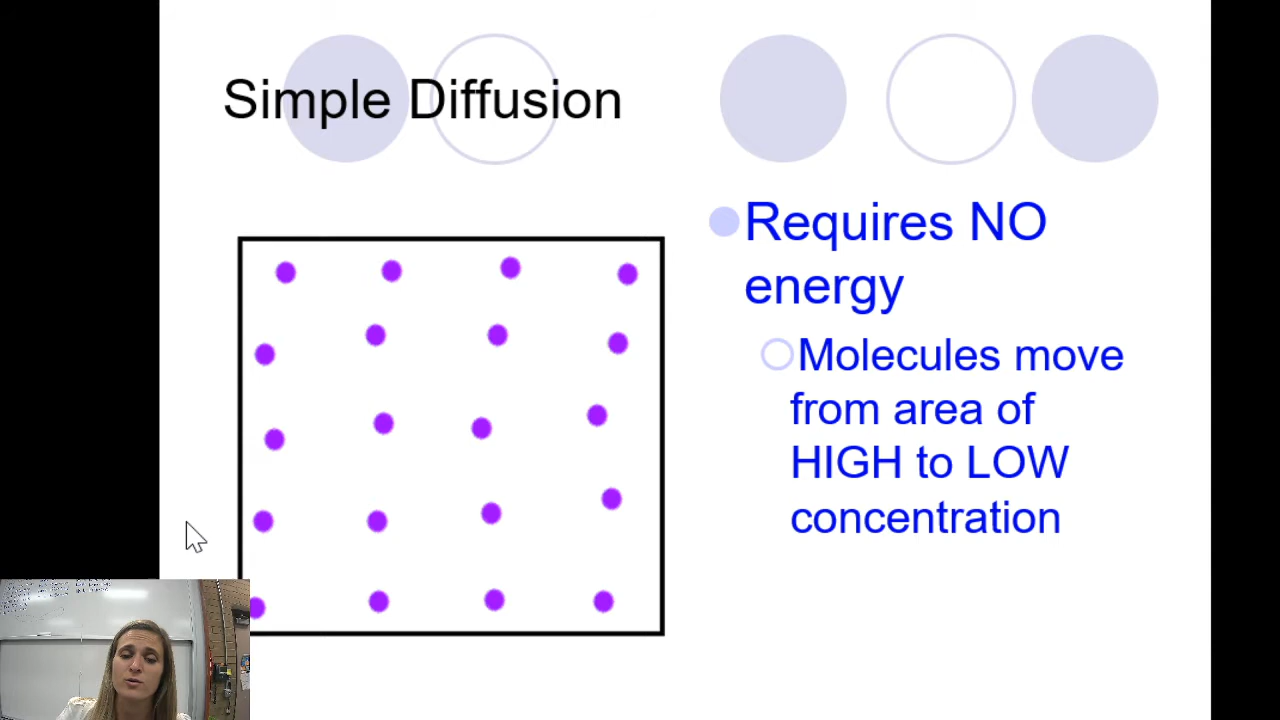 Simple Diffusion
Requires NO
energy
Molecules move
from area of
HIGH to LOW
concentration